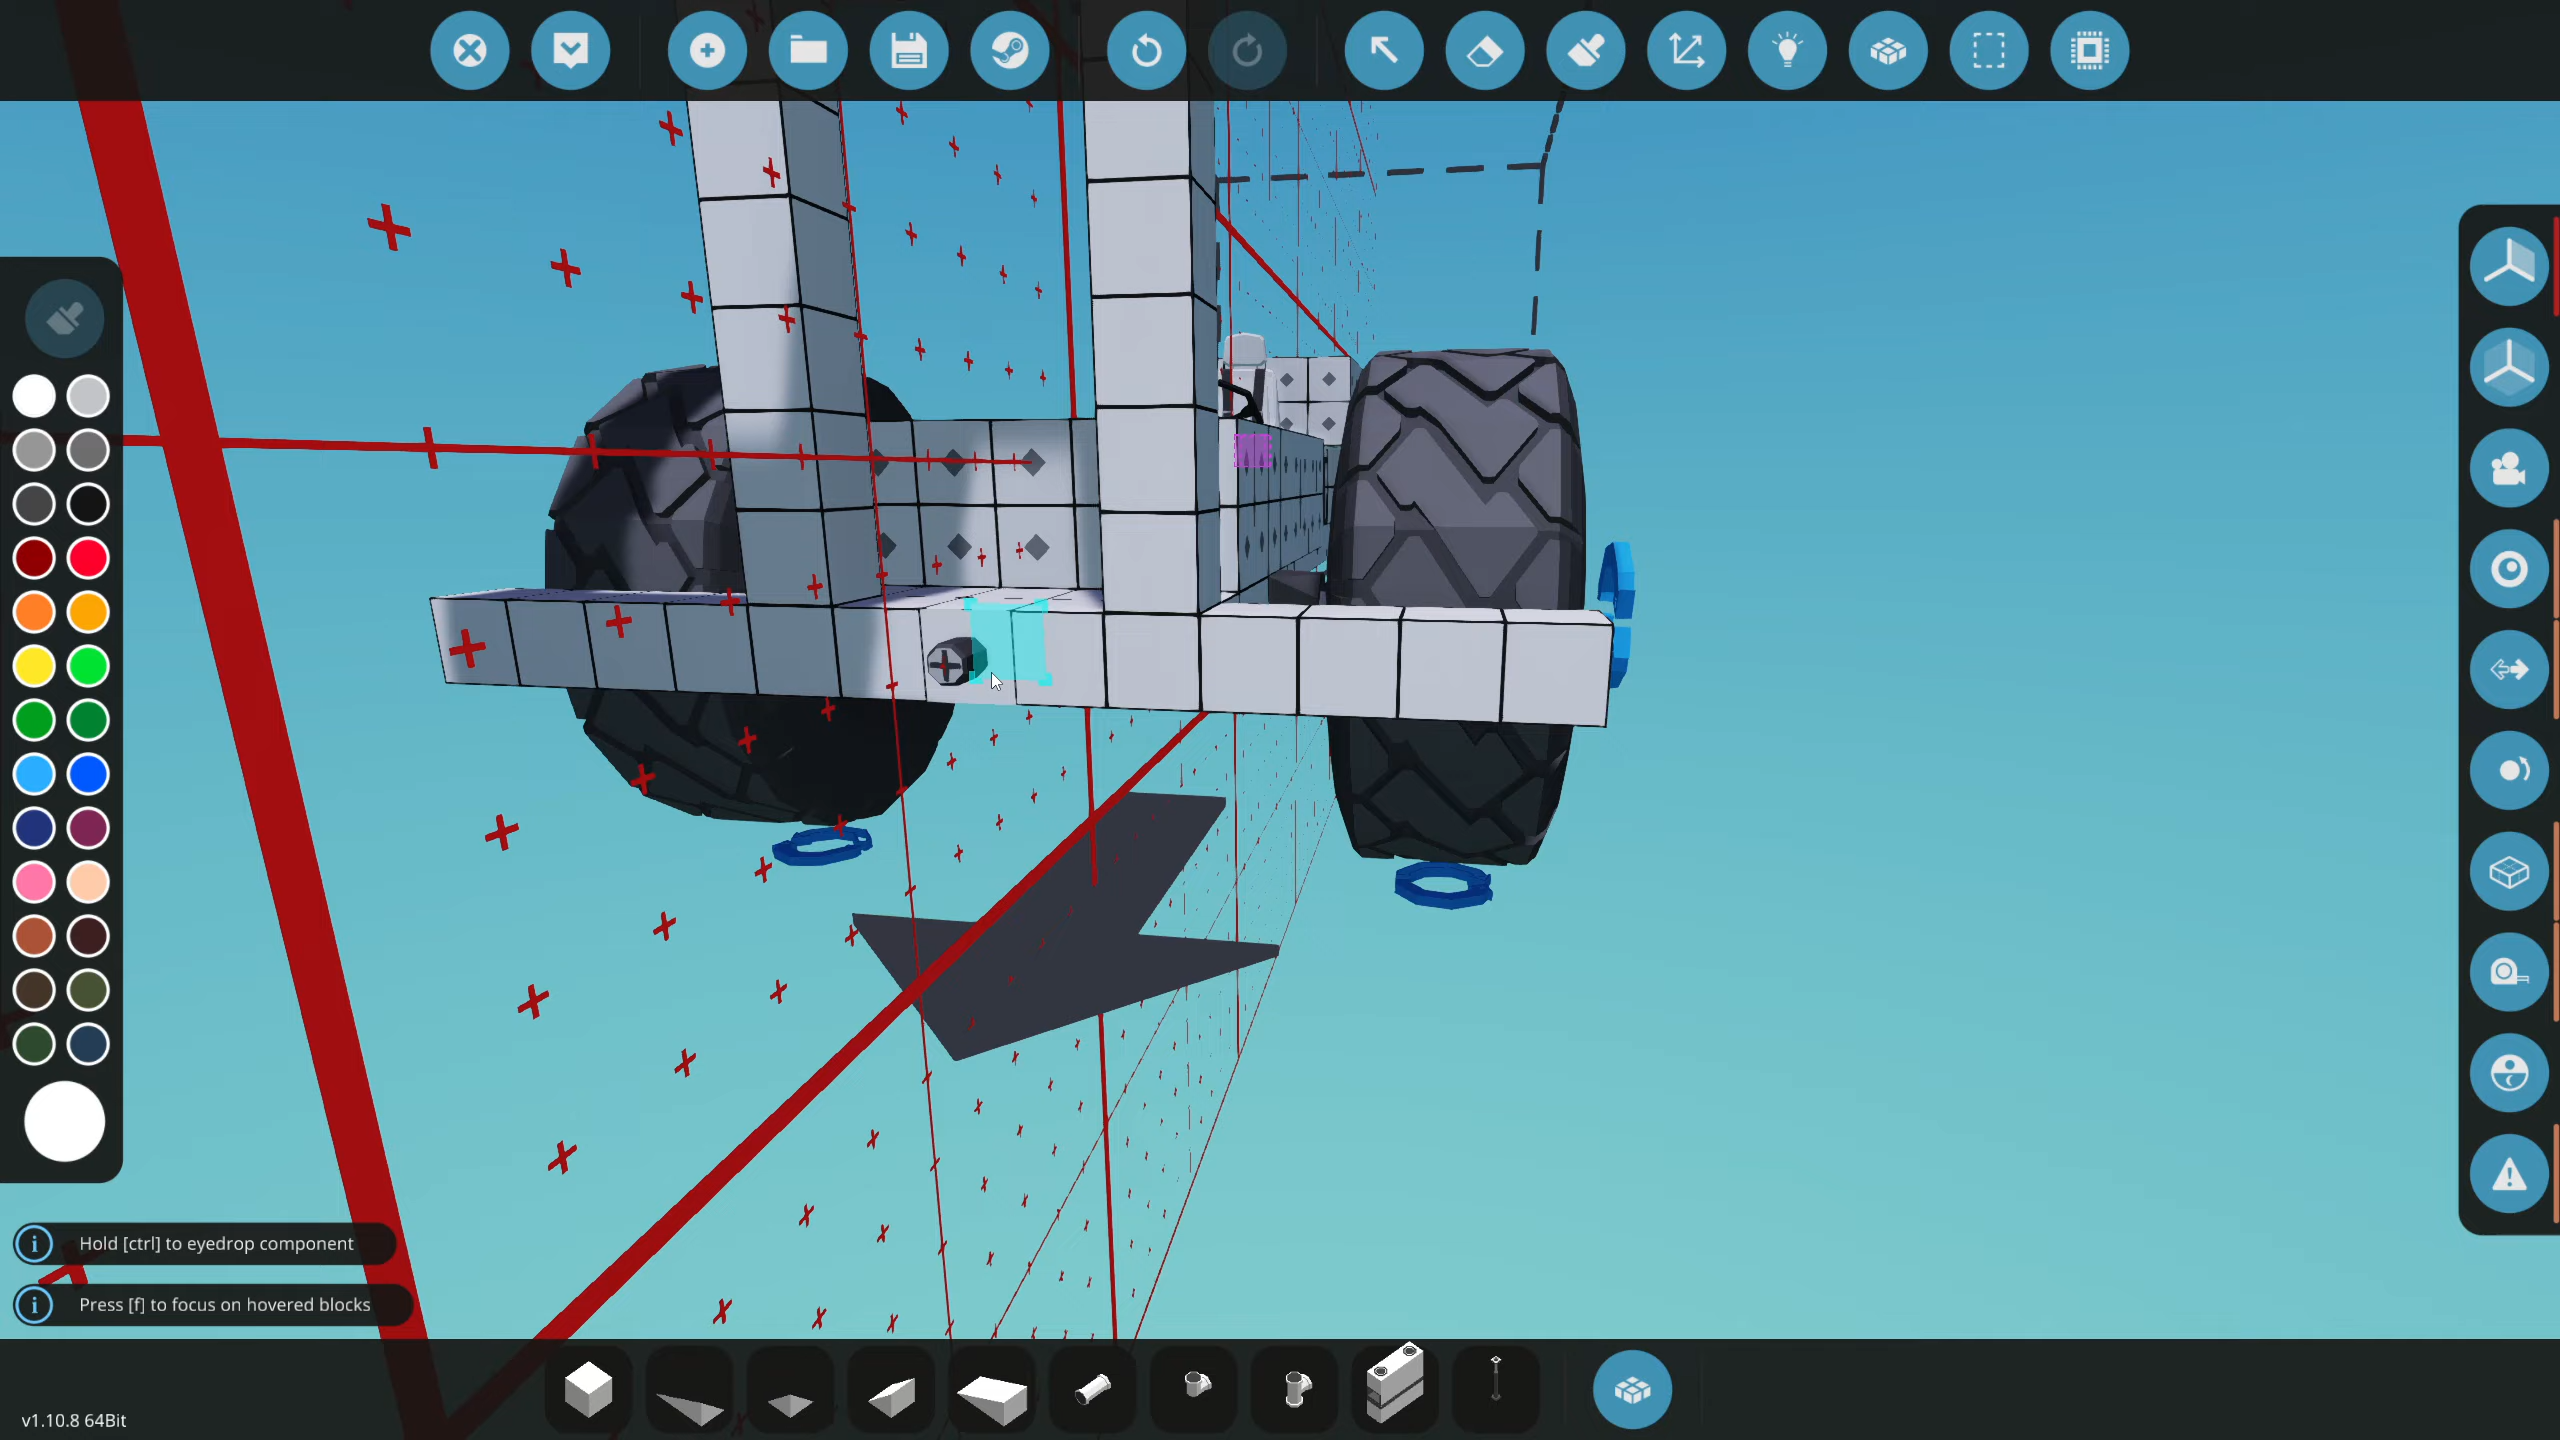 Hold [ctrl] to eyedrop component
Press [f] to focus on hovered blocks
v1.10.8 64Bit